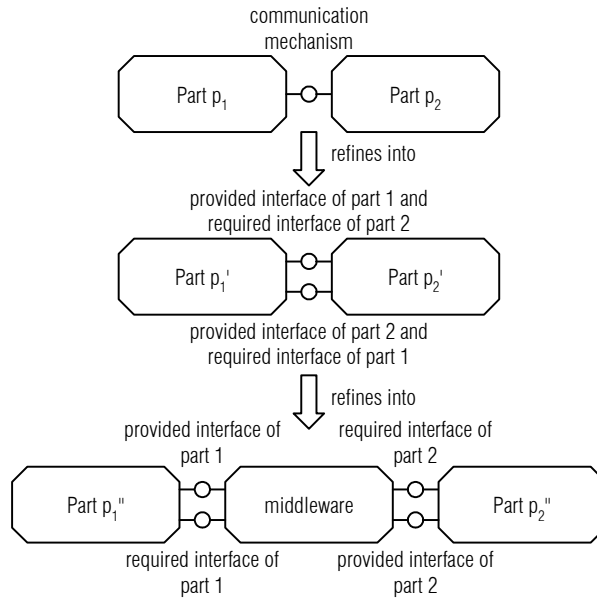 communication
mechanism
Part p₁
Part p₂
refines into
provided interface of part 1 and
required interface of part 2
Part p₁'
Part p₂'
provided interface of part 2 and
required interface of part 1
refines into
provided interface of
part 1
required interface of
part 2
Part p₁"
middleware
Part p₂"
required interface of
part 1
provided interface of
part 2